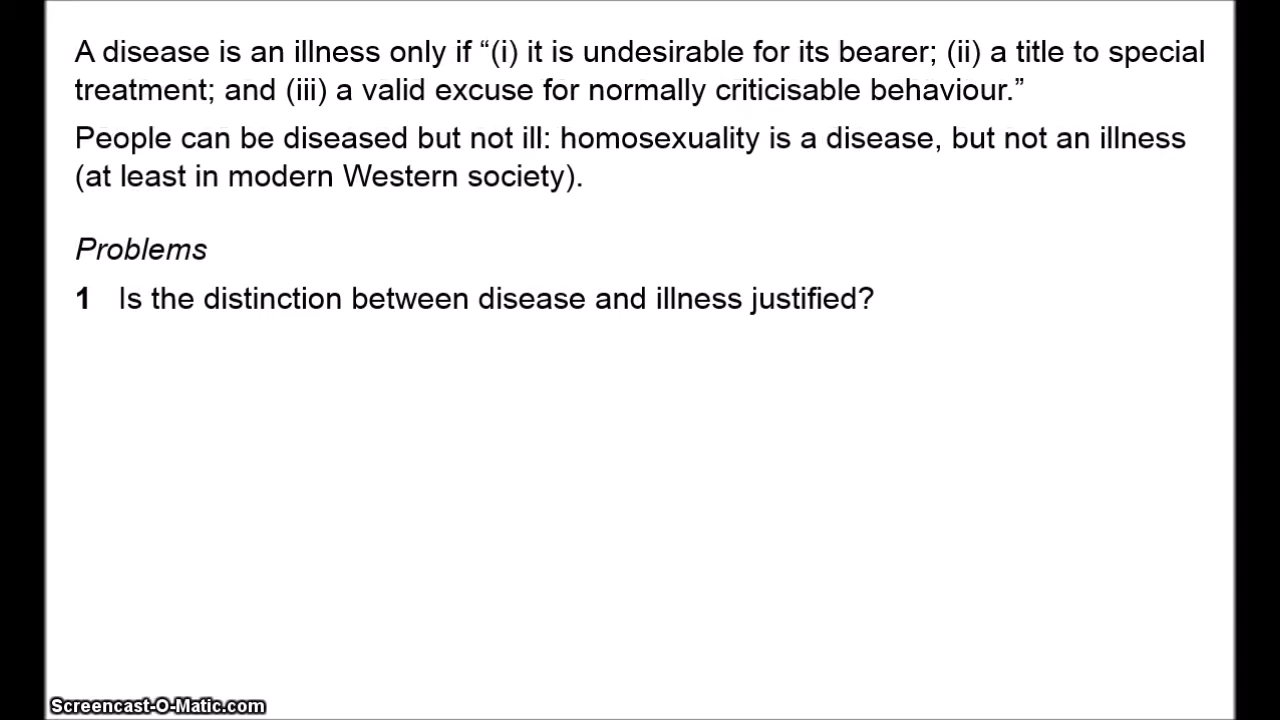 A disease is an illness only if “(i) it is undesirable for its bearer; (ii) a title to special
treatment; and (iii) a valid excuse for normally criticisable behaviour.”
People can be diseased but not ill: homosexuality is a disease, but not an illness
(at least in modern Western society).
Problems
1 Is the distinction between disease and illness justified?
Screencast-O-Matic.com